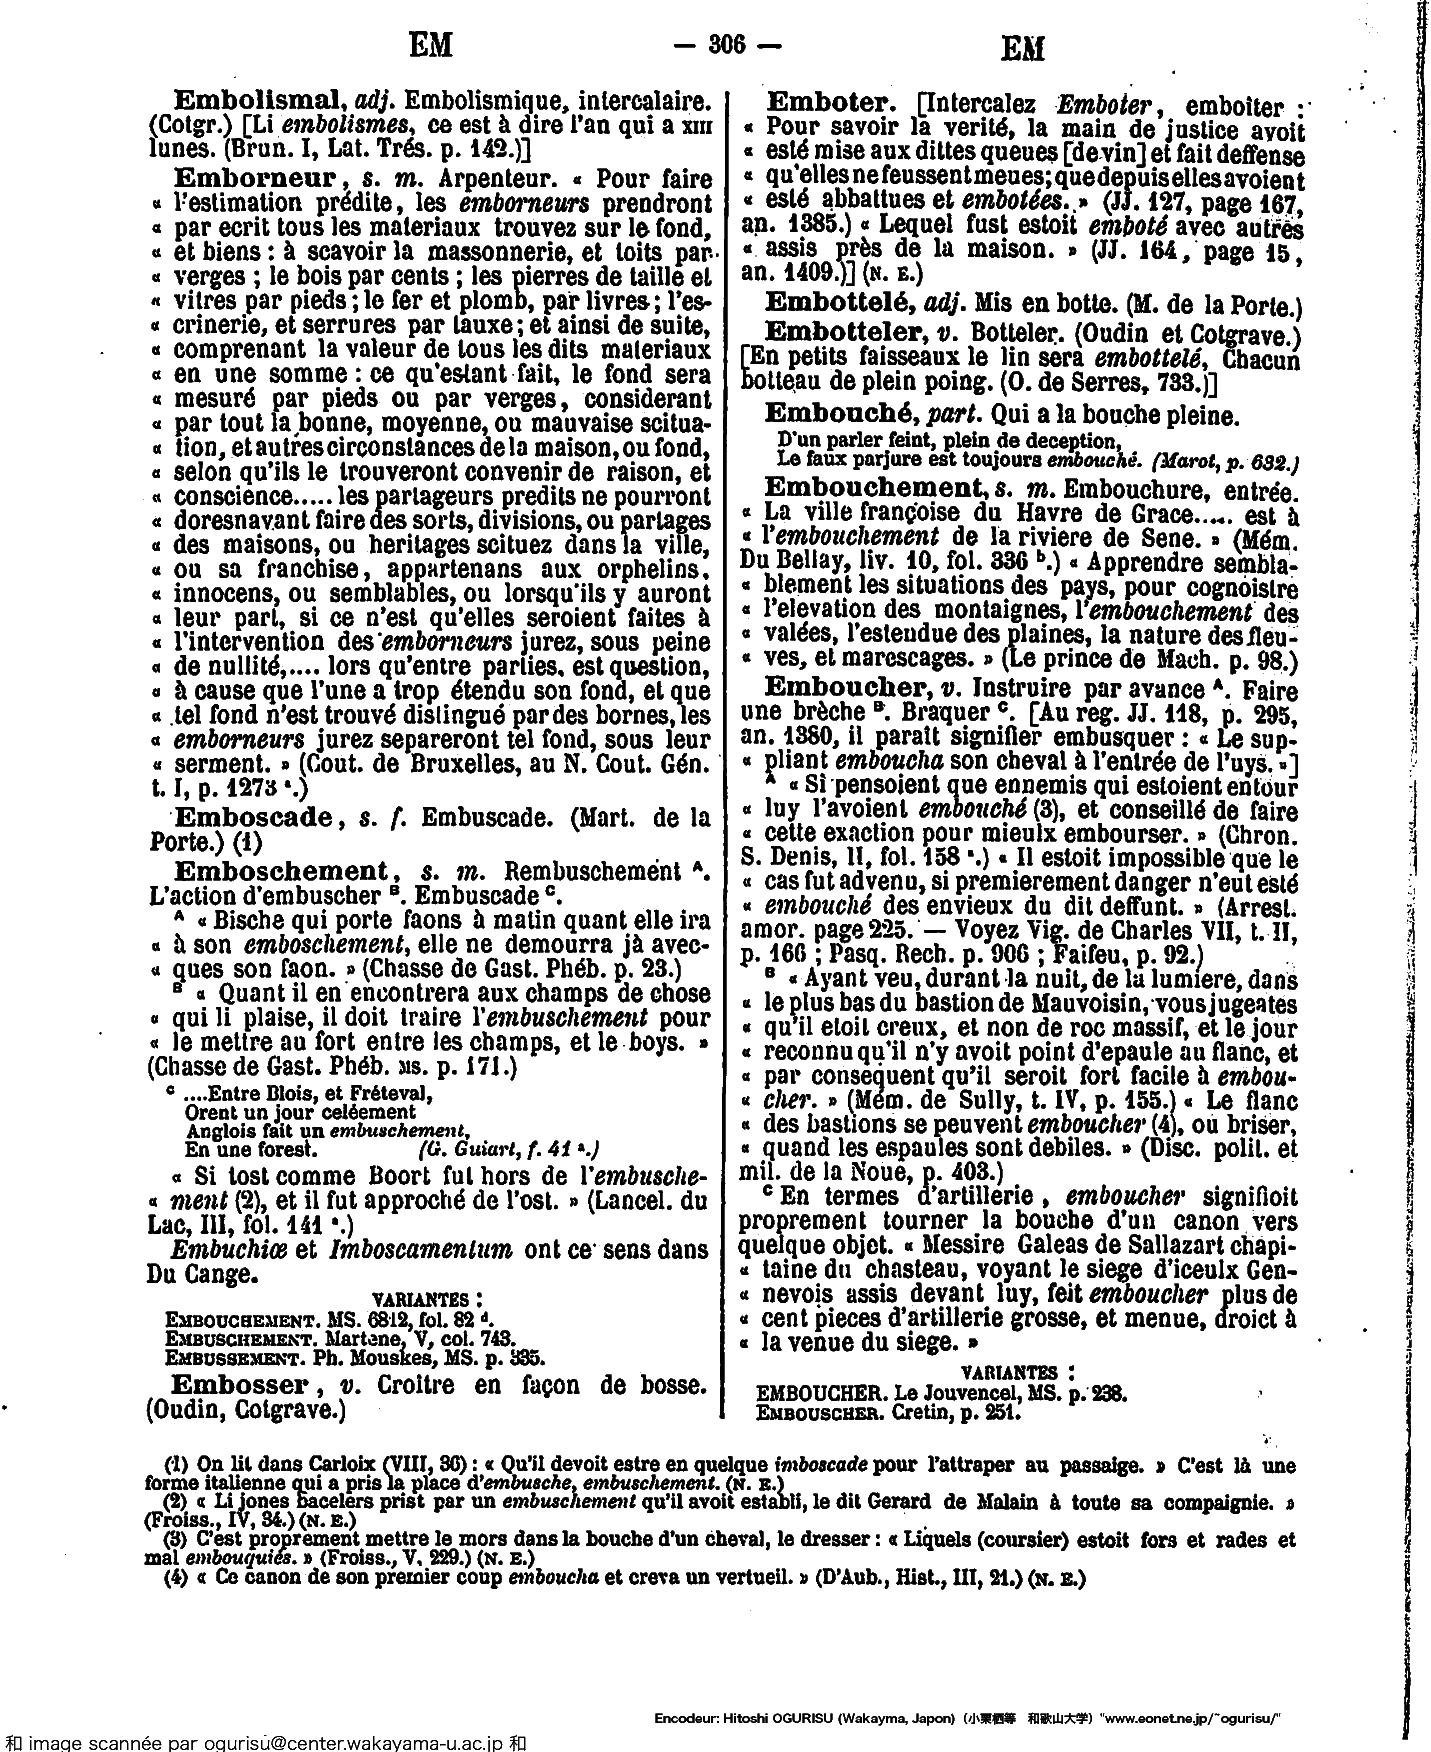 EM — 306 — EM
Embolismal, adj. Embolismique, intercalaire.
(Cotgr.) [Li embolismes, ce est à dire l'an qui a XIII
lunes. (Brun. I, Lat. Trés. p. 142.)]
Emborneur, s. m. Arpenteur. « Pour faire
« l'estimation prédite, les emborneurs prendront
« par ecrit tous les materiaux trouvez sur le fond,
« et biens : à scavoir la massonnerie, et toits par
« verges ; le bois par cents ; les pierres de taille et
« vitres par pieds ; le fer et plomb, par livres ; l'es-
« crinerie, et serrures par tauxe ; et ainsi de suite,
« comprenant la valeur de tous les dits materiaux
« en une somme : ce qu'estant fait, le fond sera
« mesuré par pieds ou par verges, considerant
« par tout la bonne, moyenne, ou mauvaise scitua-
« tion, et autres circonstances de la maison, ou fond,
« selon qu'ils le trouveront convenir de raison, et
« conscience..... les partageurs predits ne pourront
« doresnavant faire des sorts, divisions, ou partages
« des maisons, ou heritages scituez dans la ville,
« ou sa franchise, appartenans aux orphelins,
« innocens, ou semblables, ou lorsqu'ils y auront
« leur part, si ce n'est qu'elles seroient faites à
« l'intervention des emborneurs jurez, sous peine
« de nullité,.... lors qu'entre parties, est question,
« à cause que l'une a trop étendu son fond, et que
« tel fond n'est trouvé distingué par des bornes, les
« emborneurs jurez separeront tel fond, sous leur
« serment. » (Cout. de Bruxelles, au N. Cout. Gén.
t. I, p. 1273 ª.)
Emboscade, s. f. Embuscade. (Mart. de la
Porte.) (1)
Emboschement, s. m. Rembuschement ᴬ.
L'action d'embuscher ᴮ. Embuscade ᶜ.
ᴬ « Bische qui porte faons à matin quant elle ira
« à son emboschement, elle ne demourra jà avec-
« ques son faon. » (Chasse de Gast. Phéb. p. 23.)
ᴮ « Quant il en encontrera aux champs de chose
« qui li plaise, il doit traire l'embuschement pour
« le mettre au fort entre les champs, et le boys. »
(Chasse de Gast. Phéb. MS. p. 171.)
ᶜ ....Entre Blois, et Fréteval,
Orent un jour celéement
Anglois fait un embuschement,
En une forest. (G. Guiart, f. 41 ª.)
« Si tost comme Boort fut hors de l'embusche-
« ment (2), et il fut approché de l'ost. » (Lancel. du
Lac, III, fol. 141 ª.)
Embuchiæ et Imboscamentum ont ce sens dans
Du Cange.
VARIANTES :
EMBOUCHEMENT. MS. 6812, fol. 82 ᵈ.
EMBUSCHEMENT. Martene, V, col. 743.
EMBUSSEMENT. Ph. Mouskes, MS. p. 335.
Embosser, v. Croître en façon de bosse.
(Oudin, Cotgrave.)
Emboter. [Intercalez Emboter, emboiter :
« Pour savoir la verité, la main de justice avoit
« esté mise aux dittes queues [de vin] et fait deffense
« qu'elles ne feussent meues; que depuis elles avoient
« esté abbattues et embotées. » (JJ. 127, page 167,
an. 1385.) « Lequel fust estoit emboté avec autres
« assis près de la maison. » (JJ. 164, page 15,
an. 1409.)] (N. E.)
Embottelé, adj. Mis en botte. (M. de la Porte.)
Embotteler, v. Botteler. (Oudin et Cotgrave.)
[En petits faisseaux le lin sera embottelé, Chacun
botteau de plein poing. (O. de Serres, 733.)]
Embouché, part. Qui a la bouche pleine.
D'un parler feint, plein de deception,
Le faux parjure est toujours embouché. (Marot, p. 632.)
Embouchement, s. m. Embouchure, entrée.
« La ville françoise du Havre de Grace..... est à
« l'embouchement de la riviere de Sene. » (Mém.
Du Bellay, liv. 10, fol. 336 ᵇ.) « Apprendre sembla-
« blement les situations des pays, pour cognoistre
« l'elevation des montaignes, l'embouchement des
« valées, l'estendue des plaines, la nature des fleu-
« ves, et marescages. » (Le prince de Mach. p. 98.)
Emboucher, v. Instruire par avance ᴬ. Faire
une brèche ᴮ. Braquer ᶜ. [Au reg. JJ. 118, p. 295,
an. 1380, il paraît signifier embusquer : « Le sup-
« pliant emboucha son cheval à l'entrée de l'uys. »]
ᴬ « Si pensoient que ennemis qui estoient entour
« luy l'avoient embouché (3), et conseillé de faire
« cette exaction pour mieulx embourser. » (Chron.
S. Denis, II, fol. 158 ª.) « Il estoit impossible que le
« cas fut advenu, si premierement danger n'eut esté
« embouché des envieux du dit deffunt. » (Arrest.
amor. page 225. — Voyez Vig. de Charles VII, t. II,
p. 166 ; Pasq. Rech. p. 906 ; Faifeu, p. 92.)
ᴮ « Ayant veu, durant la nuit, de la lumiere, dans
« le plus bas du bastion de Mauvoisin, vous jugeates
« qu'il etoit creux, et non de roc massif, et le jour
« reconnu qu'il n'y avoit point d'epaule au flanc, et
« par consequent qu'il seroit fort facile à embou-
« cher. » (Mém. de Sully, t. IV, p. 155.) « Le flanc
« des bastions se peuvent emboucher (4), ou briser,
« quand les espaules sont debiles. » (Disc. polit. et
mil. de la Noue, p. 403.)
ᶜ En termes d'artillerie, emboucher signifioit
proprement tourner la bouche d'un canon vers
quelque objet. « Messire Galeas de Sallazart chapi-
« taine du chasteau, voyant le siege d'iceulx Gen-
« nevois assis devant luy, feit emboucher plus de
« cent pieces d'artillerie grosse, et menue, droict à
« la venue du siege. »
VARIANTES :
EMBOUCHER. Le Jouvencel, MS. p. 238.
EMBOUSCHER. Cretin, p. 251.
(1) On lit dans Carloix (VIII, 36) : « Qu'il devoit estre en quelque imboscade pour l'attraper au passaige. » C'est là une
forme italienne qui a pris la place d'embusche, embuschement. (N. E.)
(2) « Li jones bacelers prist par un embuschement qu'il avoit establi, le dit Gerard de Malain à toute sa compaignie. »
(Froiss., IV, 34.) (N. E.)
(3) C'est proprement mettre le mors dans la bouche d'un cheval, le dresser : « Liquels (coursier) estoit fors et rades et
mal embouquiés. » (Froiss., V, 229.) (N. E.)
(4) « Ce canon de son premier coup emboucha et creva un vertueil. » (D'Aub., Hist., III, 21.) (N. E.)
Encodeur: Hitoshi OGURISU (Wakayma, Japon) (小栗栖等 和歌山大学) "www.eonet.ne.jp/~ogurisu/"
和 image scannée par ogurisu@center.wakayama-u.ac.jp 和